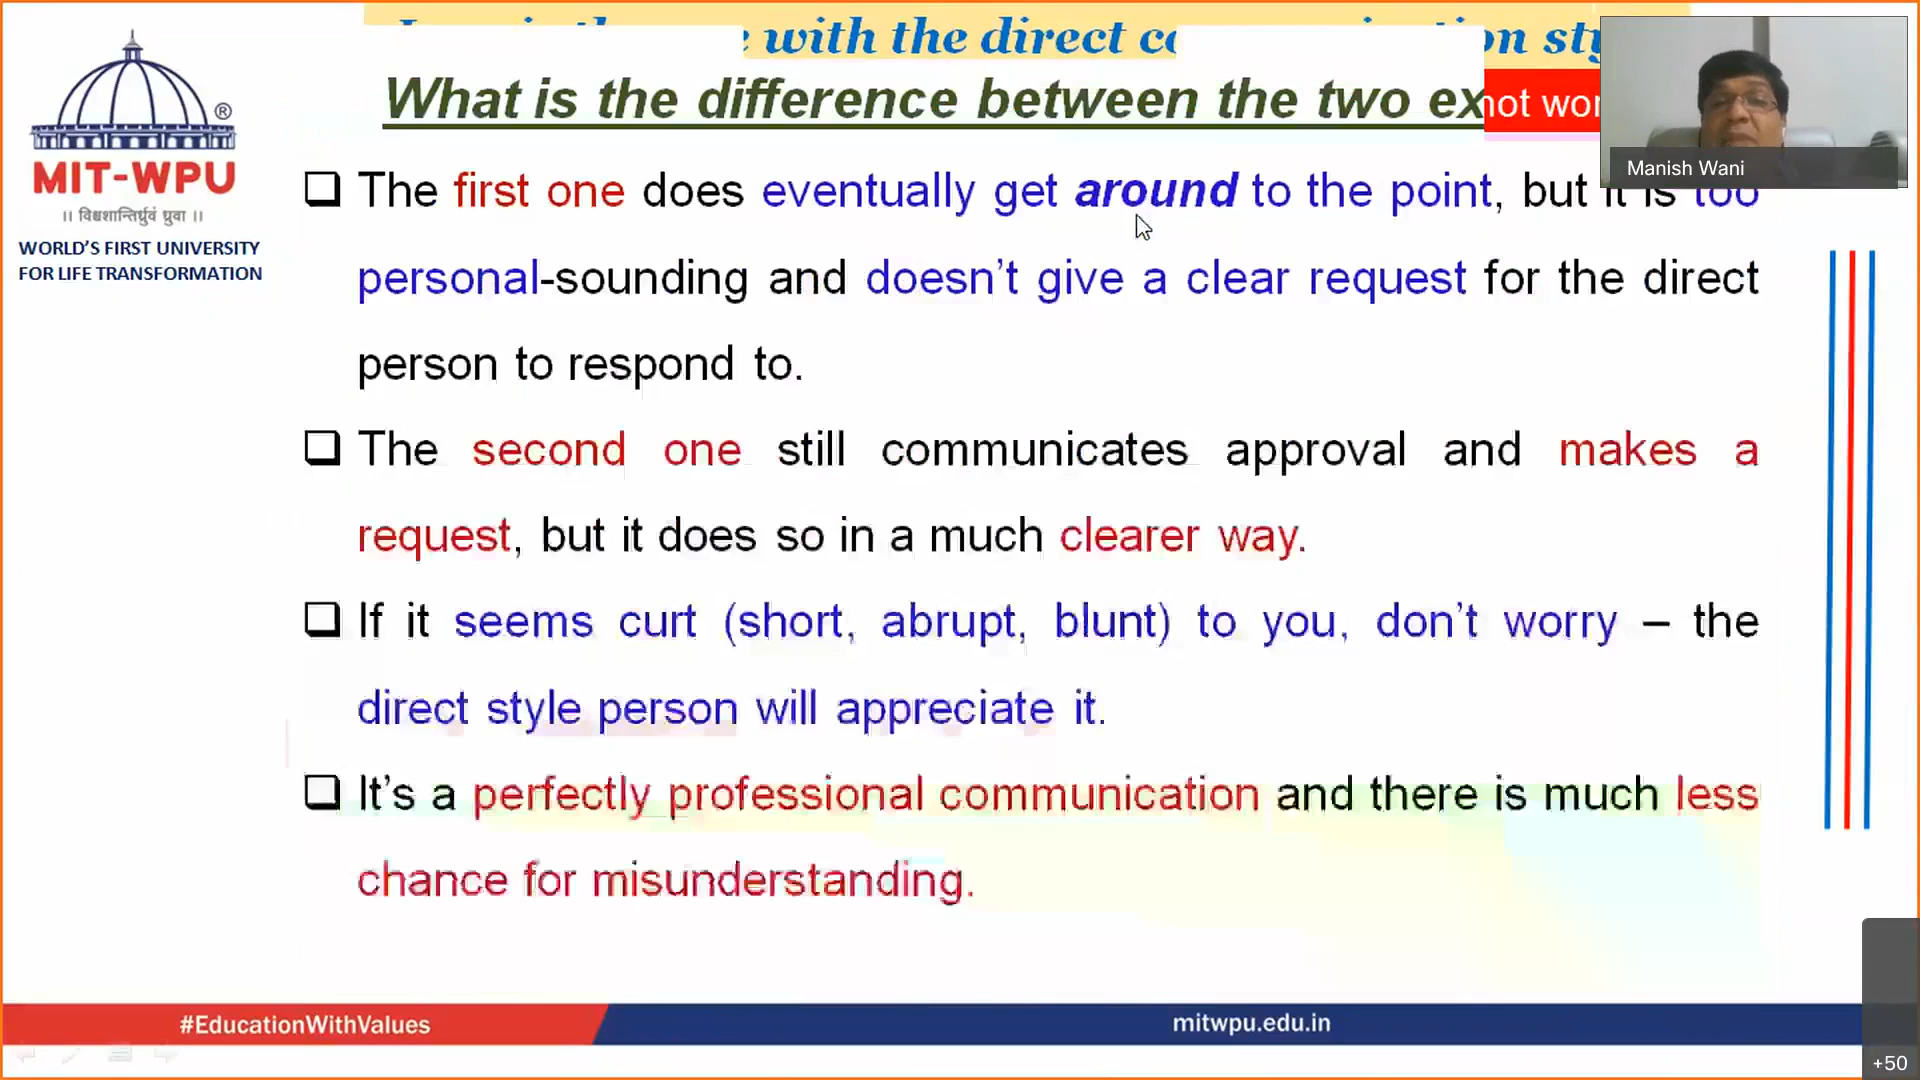 with the direct
What is the difference between the two
not
Manish Wani
®
MIT-WPU
।। विश्वशान्तिर्ध्रुवं ध्रुवा ।।
WORLD'S FIRST UNIVERSITY
FOR LIFE TRANSFORMATION
❑ The first one does eventually get around to the point, but it is too
personal-sounding and doesn't give a clear request for the direct
person to respond to.
❑ The second one still communicates approval and makes a
request, but it does so in a much clearer way.
❑ If it seems curt (short, abrupt, blunt) to you, don't worry – the
direct style person will appreciate it.
❑ It's a perfectly professional communication and there is much less
chance for misunderstanding.
#EducationWithValues
mitwpu.edu.in
+50